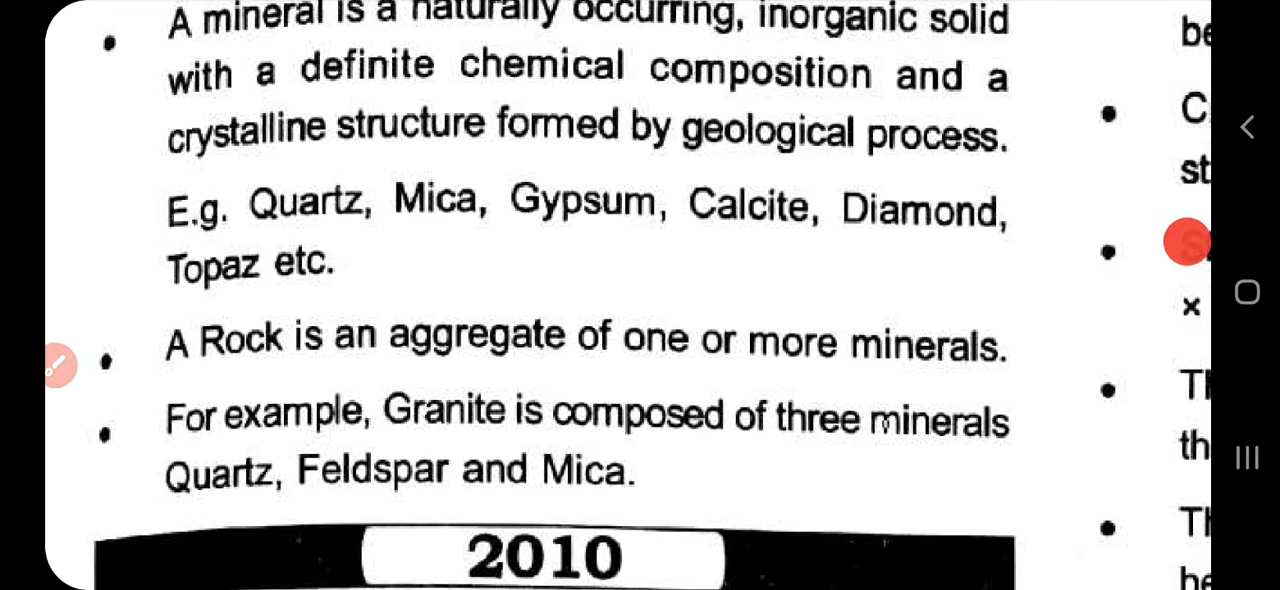 A mineral is a naturally occurring, inorganic solid
with a definite chemical composition and a
crystalline structure formed by geological process.
E.g. Quartz, Mica, Gypsum, Calcite, Diamond,
Topaz etc.
• A Rock is an aggregate of one or more minerals.
• For example, Granite is composed of three minerals
Quartz, Feldspar and Mica.
2010